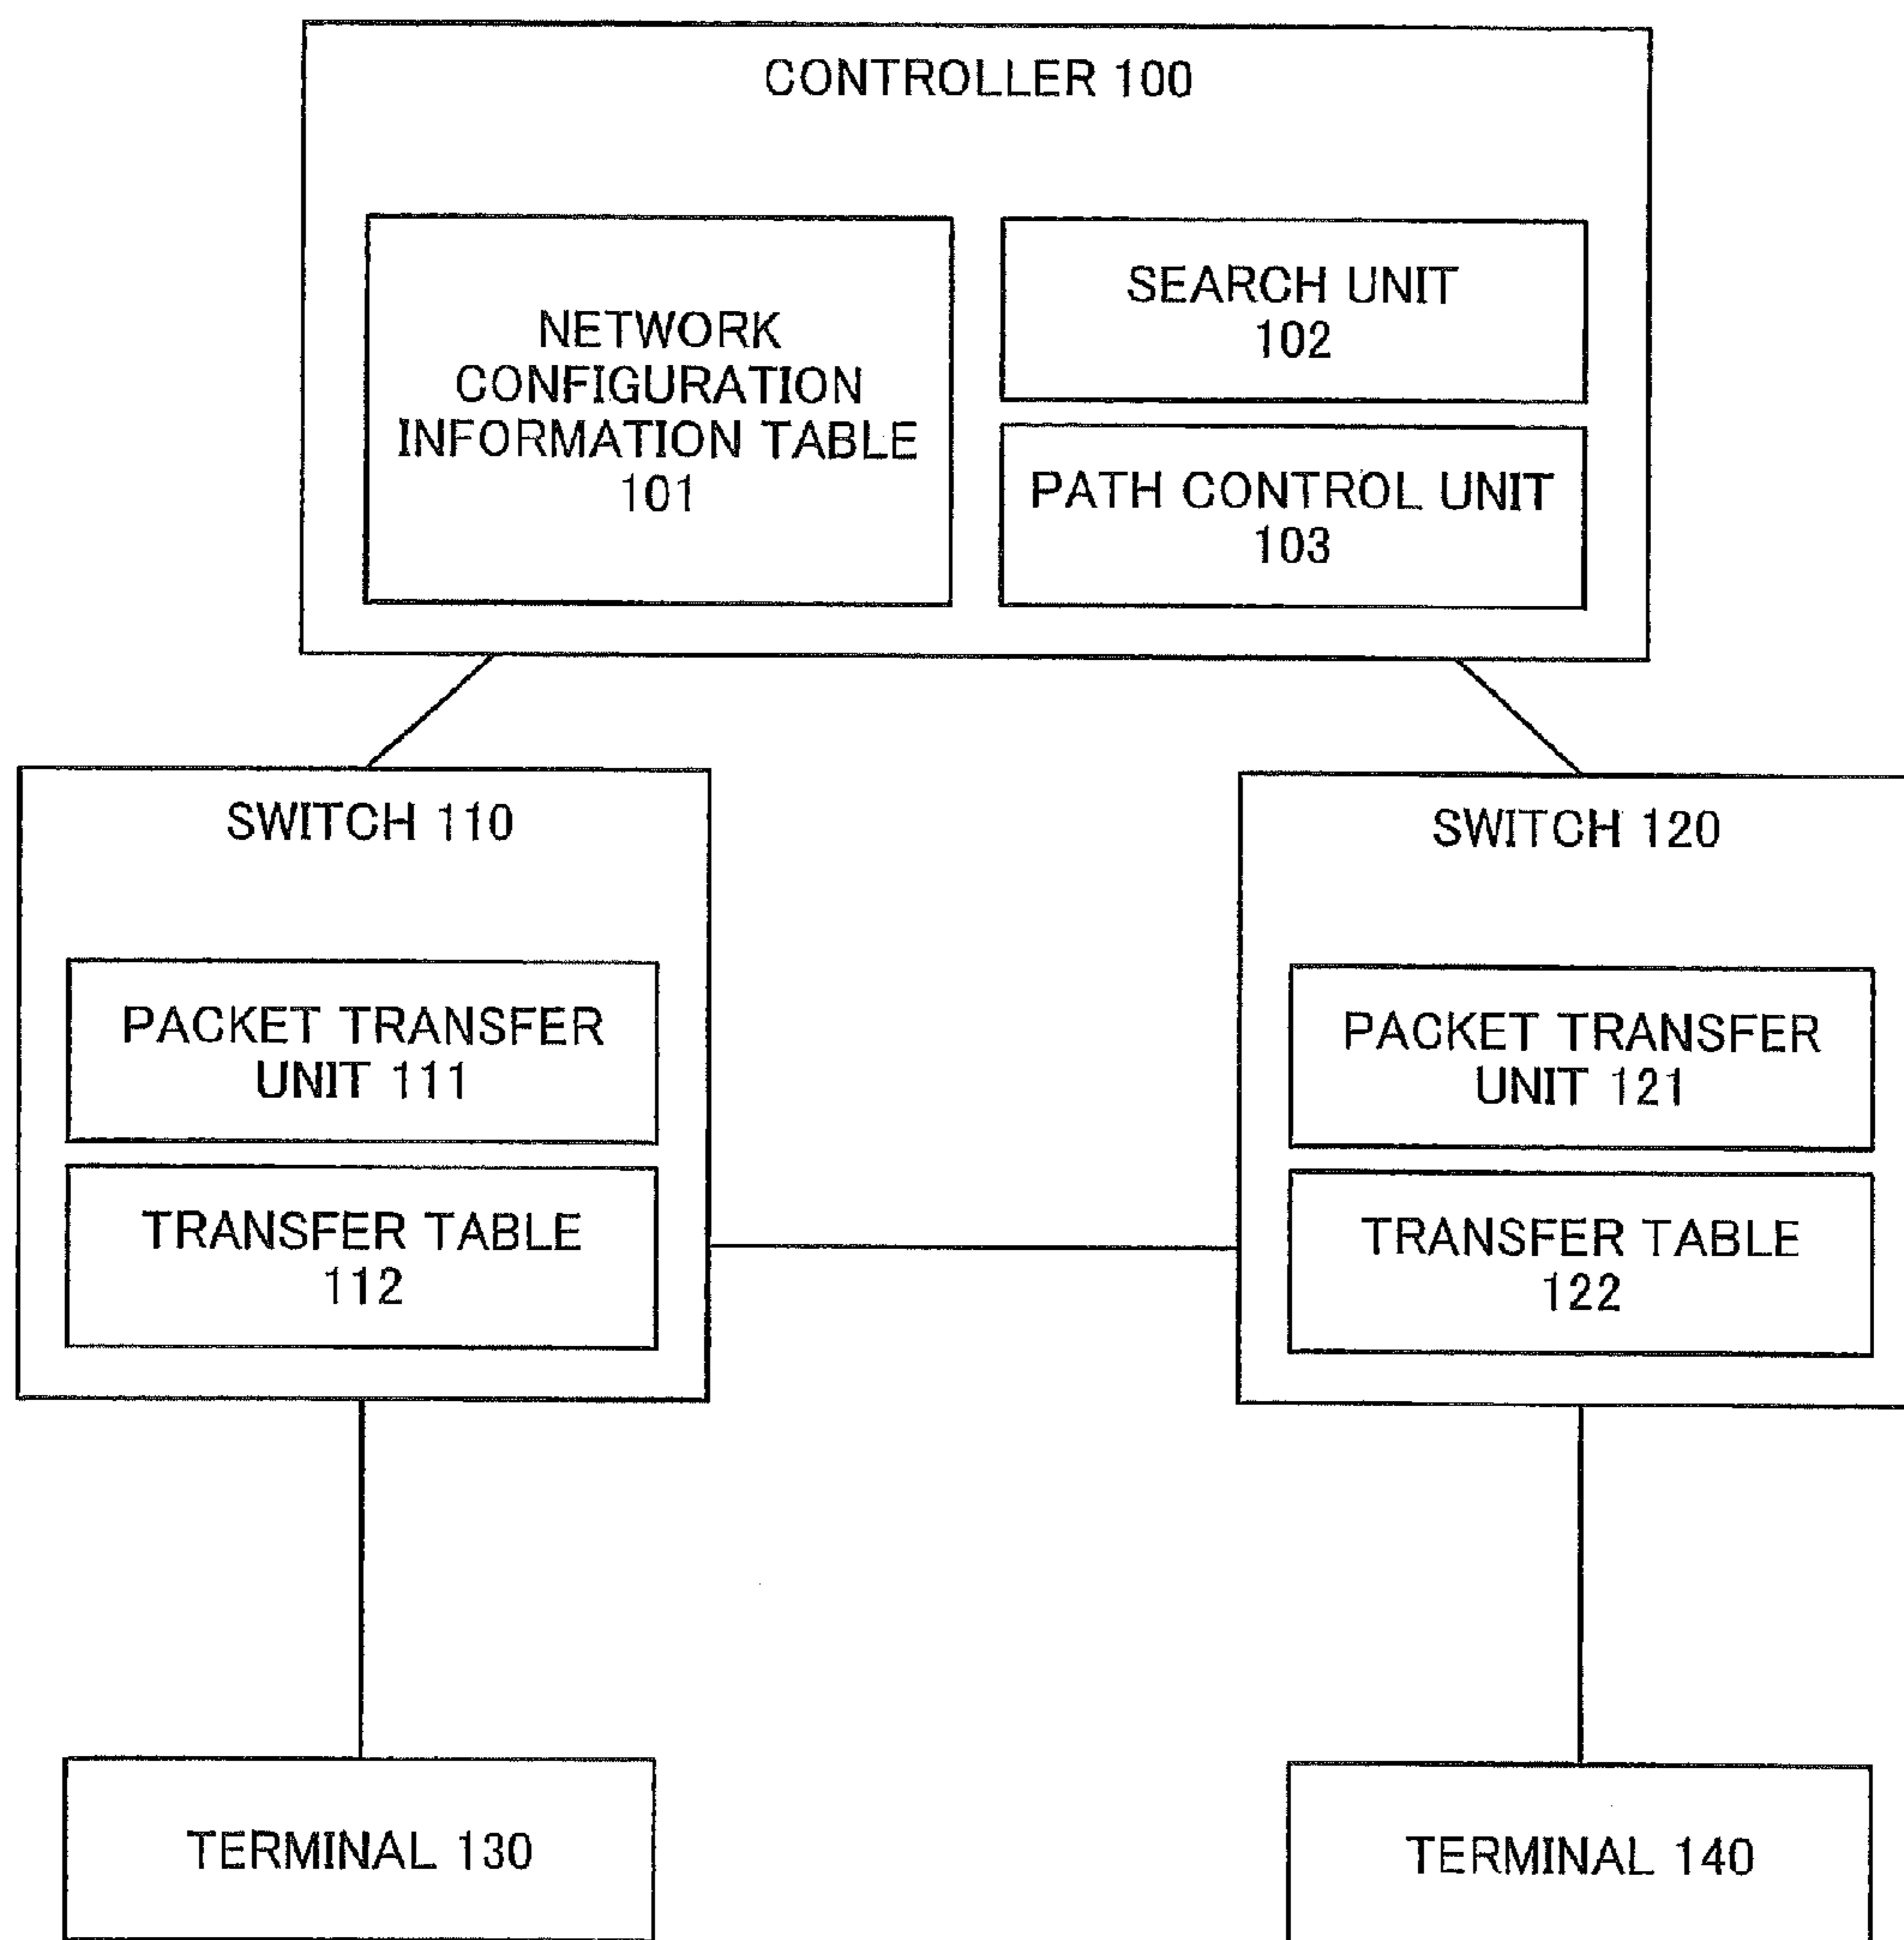 CONTROLLER 100
NETWORK
CONFIGURATION
INFORMATION TABLE
101
SEARCH UNIT
102
PATH CONTROL UNIT
103
SWITCH 110
PACKET TRANSFER
UNIT 111
TRANSFER TABLE
112
SWITCH 120
PACKET TRANSFER
UNIT 121
TRANSFER TABLE
122
TERMINAL 130
TERMINAL 140